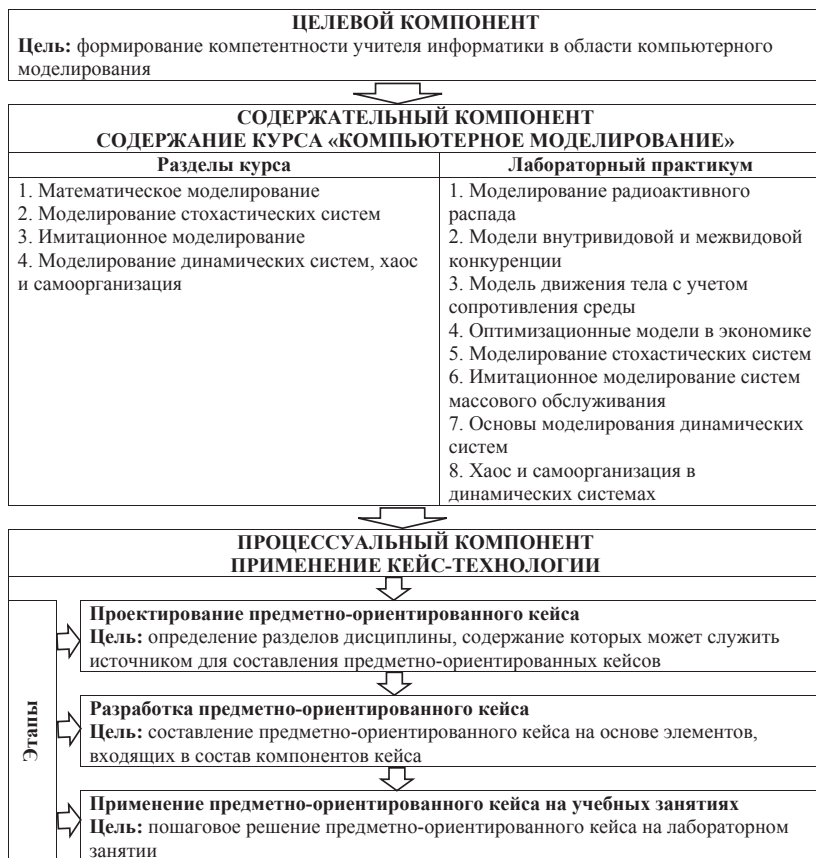 ЦЕЛЕВОЙ КОМПОНЕНТ
Цель: формирование компетентности учителя информатики в области компьютерного
моделирования
СОДЕРЖАТЕЛЬНЫЙ КОМПОНЕНТ
СОДЕРЖАНИЕ КУРСА «КОМПЬЮТЕРНОЕ МОДЕЛИРОВАНИЕ»
Разделы курса
1. Математическое моделирование
2. Моделирование стохастических систем
3. Имитационное моделирование
4. Моделирование динамических систем, хаос
и самоорганизация
Лабораторный практикум
1. Моделирование радиоактивного
распада
2. Модели внутривидовой и межвидовой
конкуренции
3. Модель движения тела с учетом
сопротивления среды
4. Оптимизационные модели в экономике
5. Моделирование стохастических систем
6. Имитационное моделирование систем
массового обслуживания
7. Основы моделирования динамических
систем
8. Хаос и самоорганизация в
динамических системах
ПРОЦЕССУАЛЬНЫЙ КОМПОНЕНТ
ПРИМЕНЕНИЕ КЕЙС-ТЕХНОЛОГИИ
Этапы
Проектирование предметно-ориентированного кейса
Цель: определение разделов дисциплины, содержание которых может служить
источником для составления предметно-ориентированных кейсов
Разработка предметно-ориентированного кейса
Цель: составление предметно-ориентированного кейса на основе элементов,
входящих в состав компонентов кейса
Применение предметно-ориентированного кейса на учебных занятиях
Цель: пошаговое решение предметно-ориентированного кейса на лабораторном
занятии